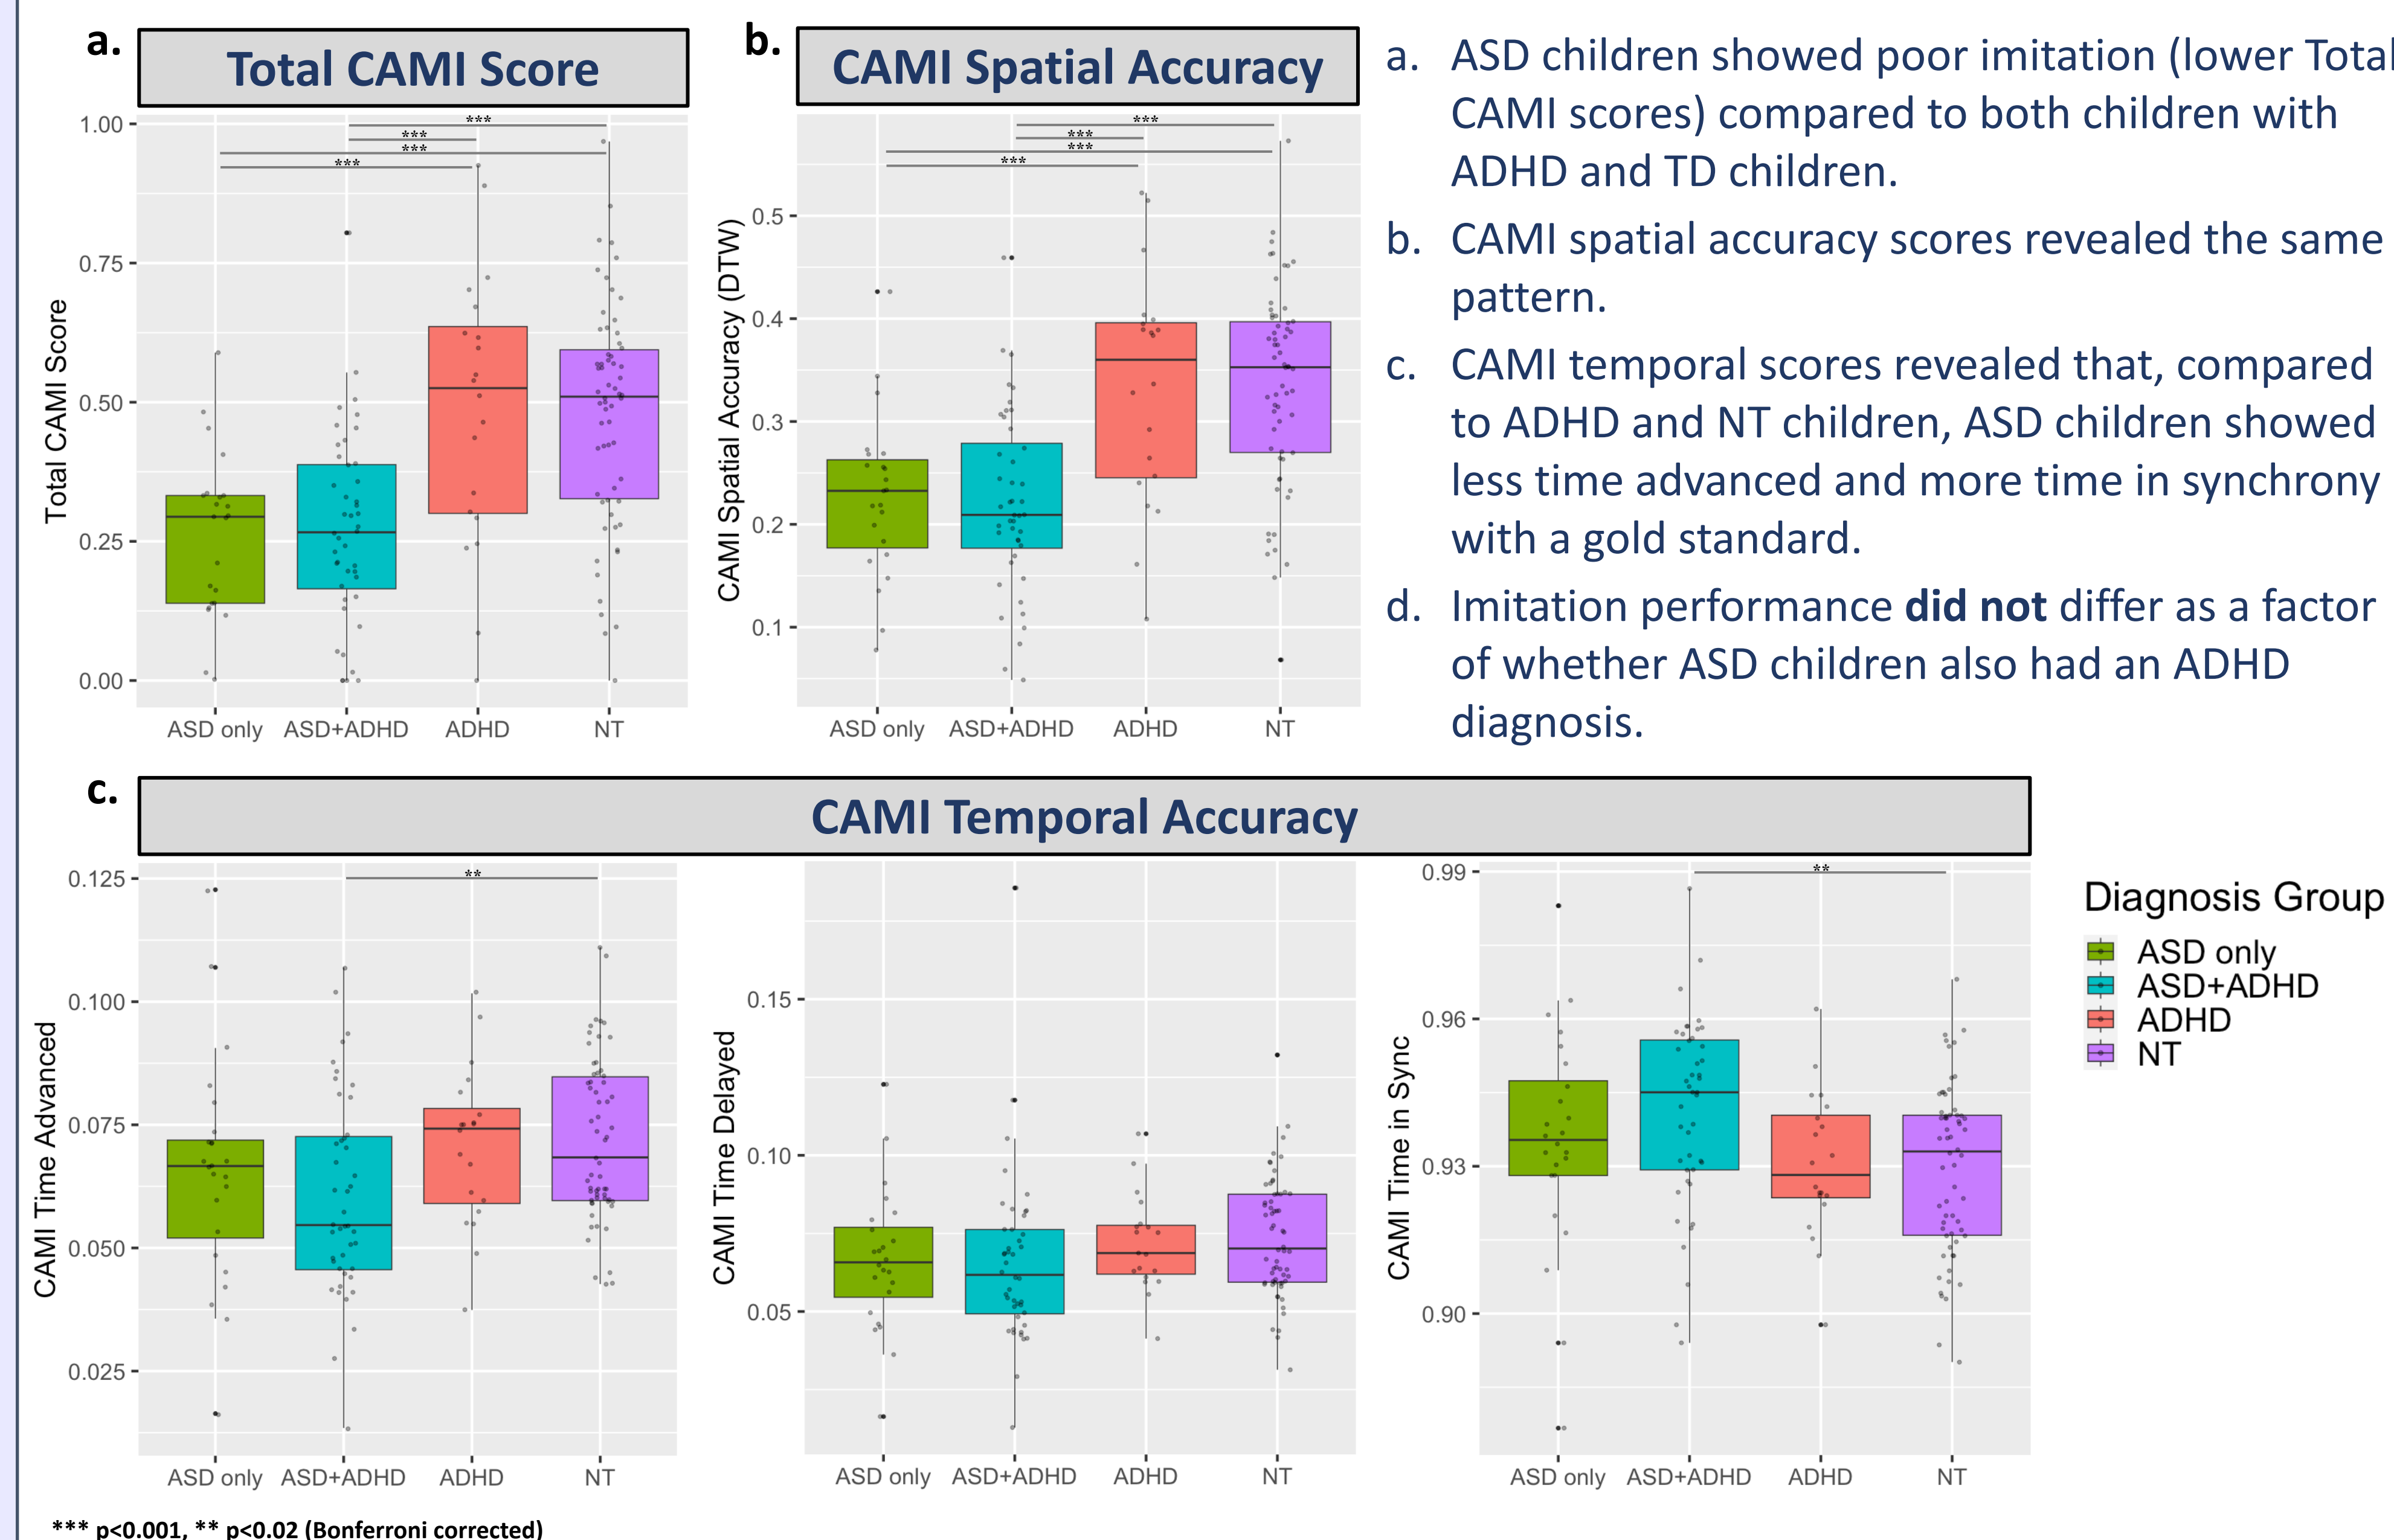 a.
Total CAMI Score
b.
CAMI Spatial Accuracy
a. ASD children showed poor imitation (lower Total
CAMI scores) compared to both children with
ADHD and TD children.
b. CAMI spatial accuracy scores revealed the same
pattern.
c. CAMI temporal scores revealed that, compared
to ADHD and NT children, ASD children showed
less time advanced and more time in synchrony
with a gold standard.
d. Imitation performance did not differ as a factor
of whether ASD children also had an ADHD
diagnosis.
Total CAMI Score
1.00
0.75
0.50
0.25
0.00
***
***
***
***
ASD only ASD+ADHD ADHD NT
CAMI Spatial Accuracy (DTW)
0.5
0.4
0.3
0.2
0.1
***
***
***
***
ASD only ASD+ADHD ADHD NT
c.
CAMI Temporal Accuracy
CAMI Time Advanced
0.125
0.100
0.075
0.050
0.025
**
ASD only ASD+ADHD ADHD NT
CAMI Time Delayed
0.15
0.10
0.05
ASD only ASD+ADHD ADHD NT
CAMI Time in Sync
0.99
0.96
0.93
0.90
**
ASD only ASD+ADHD ADHD NT
Diagnosis Group
ASD only
ASD+ADHD
ADHD
NT
*** p<0.001, ** p<0.02 (Bonferroni corrected)